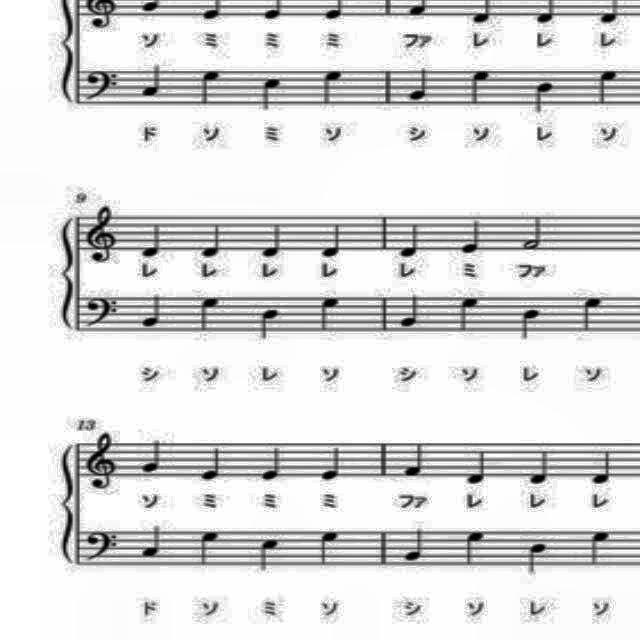 ソ ミ ミ ミ ファ レ レ レ
ド ソ ミ ソ シ ソ レ ソ
9
レ レ レ レ レ ミ ファ
シ ソ レ ソ シ ソ レ ソ
13
ソ ミ ミ ミ ファ レ レ レ
ド ソ ミ ソ シ ソ レ ソ